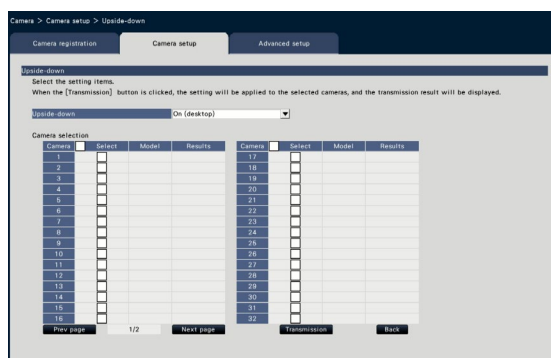 Camera > Camera setup > Upside-down
Camera registration Camera setup Advanced setup
Upside-down
Select the setting items.
When the [Transmission] button is clicked, the setting will be applied to the selected cameras, and the transmission result will be displayed.
Upside-down On (desktop)
Camera selection
Camera Select Model Results Camera Select Model Results
1 17
2 18
3 19
4 20
5 21
6 22
7 23
8 24
9 25
10 26
11 27
12 28
13 29
14 30
15 31
16 32
Prev page 1/2 Next page Transmission Back